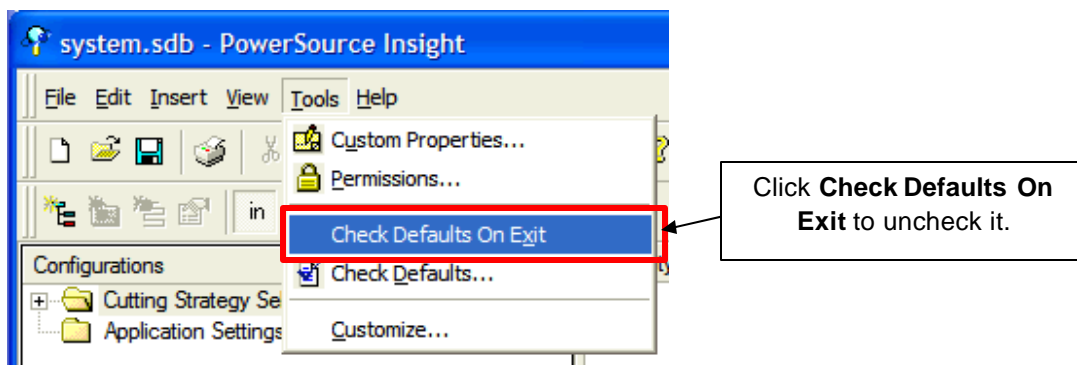 system.sdb - PowerSource Insight
File Edit Insert View Tools Help
Custom Properties...
Permissions...
in
Check Defaults On Exit
Click Check Defaults On
Exit to uncheck it.
Configurations
Check Defaults...
Cutting Strategy
Application Settings
Customize...